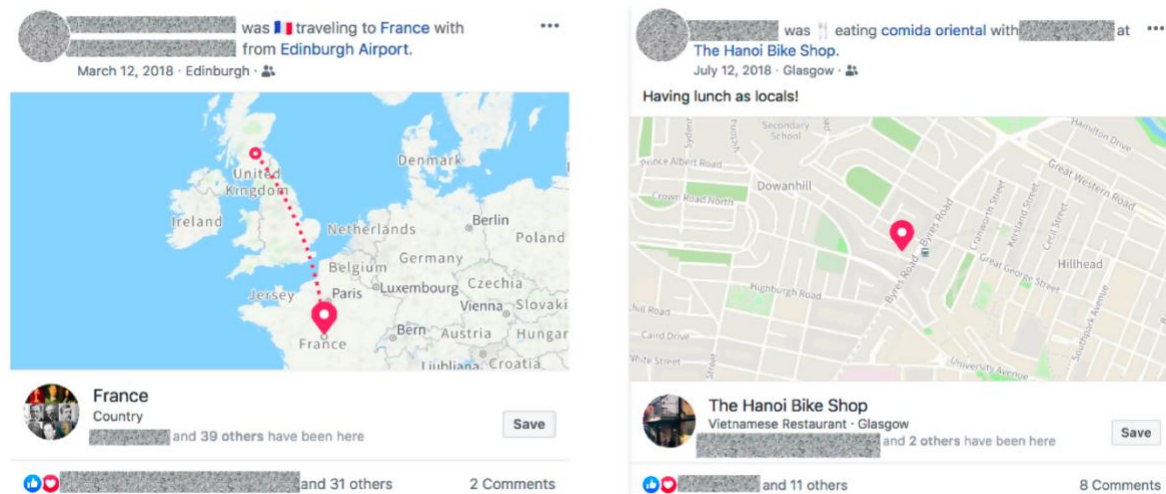 was traveling to France with
from Edinburgh Airport.
March 12, 2018 · Edinburgh ·
Denmark
United
Kingdom
Ireland
Netherlands
Berlin
Poland
Germany
Belgium
Jersey
Paris
Luxembourg
Czechia
Vienna
Slovaki
Bern
Austria
Hungar
France
Ljubljana
Croatia
France
Country
and 39 others have been here
Save
and 31 others
2 Comments
was eating comida oriental with at
The Hanoi Bike Shop.
July 12, 2018 · Glasgow ·
Having lunch as locals!
Secondary
School
Hamilton Drive
Prince Albert Road
Dowanhill
Great Western Road
Crown Road North
Byres Road
Cranworth Street
Kersland Street
Cecil Street
Great George Street
Hillhead
Byres Road
Highburgh Road
Southpark Avenue
hill Road
Caird Drive
White Street
Street
University Avenue
The Hanoi Bike Shop
Vietnamese Restaurant · Glasgow
and 2 others have been here
Save
and 11 others
8 Comments